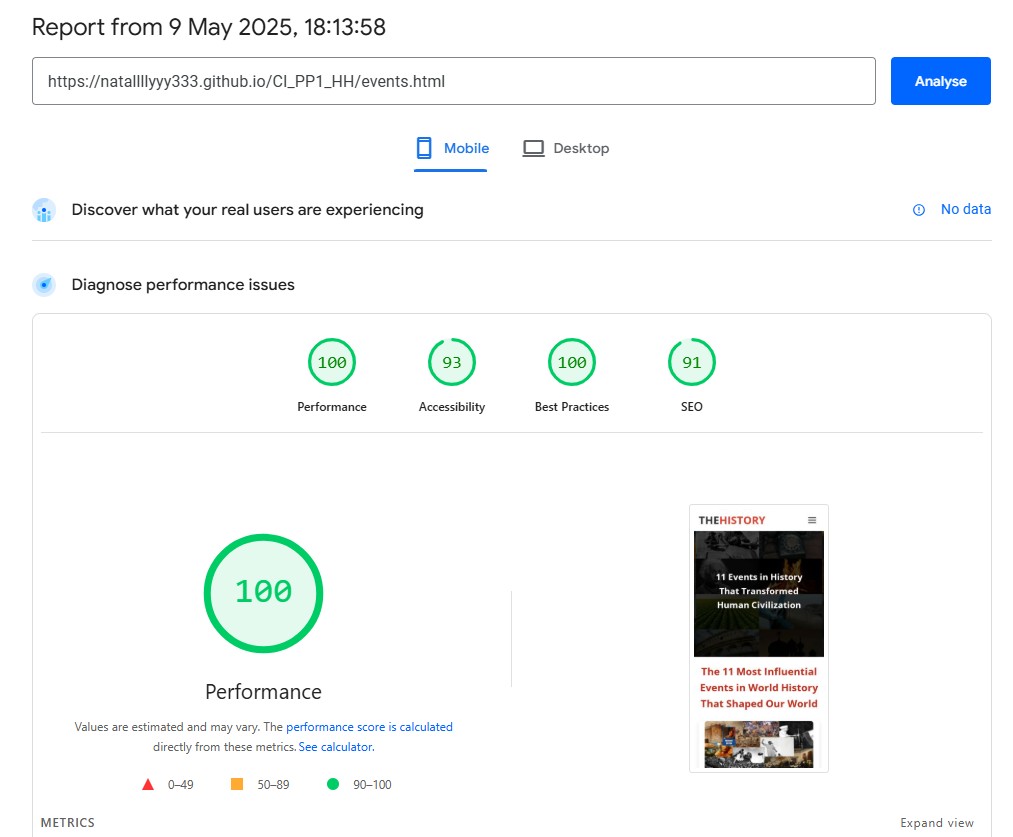 Report from 9 May 2025, 18:13:58
https://natallllyyy333.github.io/CI_PP1_HH/events.html
Analyse
Mobile
Desktop
Discover what your real users are experiencing
No data
Diagnose performance issues
100
93
100
91
Performance
Accessibility
Best Practices
SEO
THEHISTORY
11 Events in History
That Transformed
Human Civilization
The 11 Most Influential
Events in World History
That Shaped Our World
100
Performance
Values are estimated and may vary. The performance score is calculated
directly from these metrics. See calculator.
0–49
50–89
90–100
METRICS
Expand view